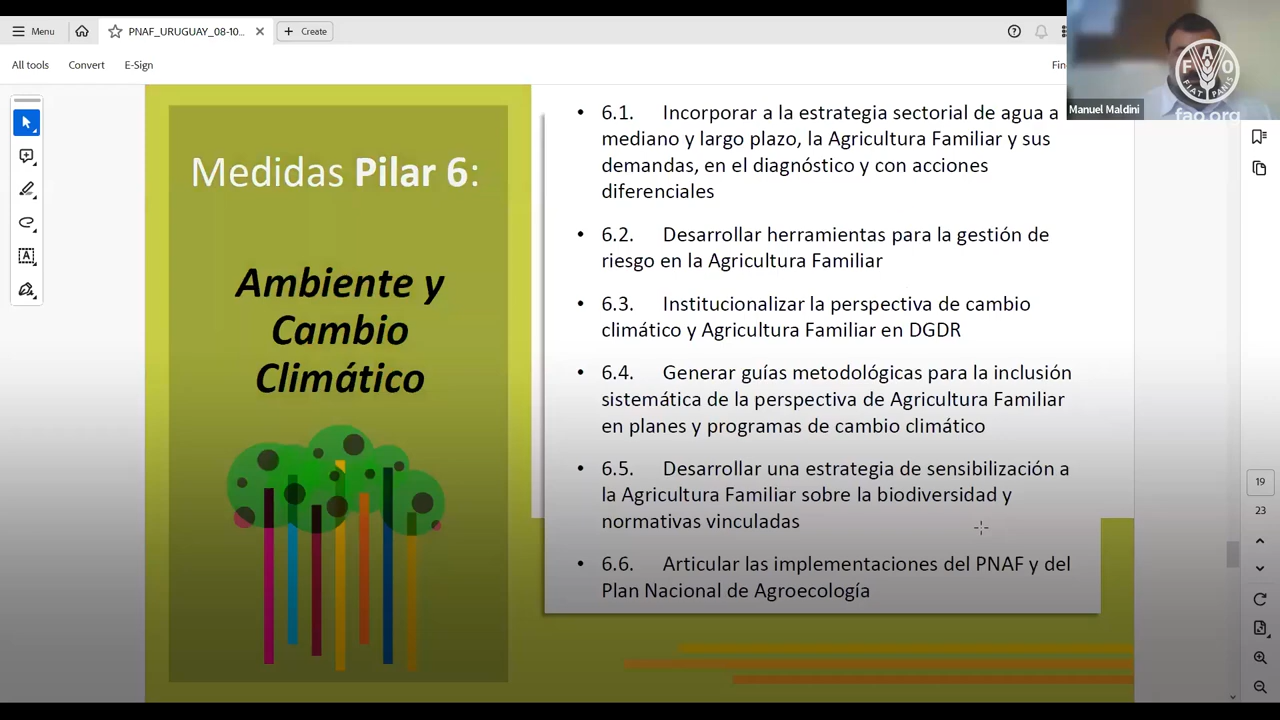 Menu
PNAF_URUGUAY_08-10...
Create
All tools
Convert
E-Sign
Manuel Maldini
F A O
FIAT PANIS
fao.org
Medidas Pilar 6:
Ambiente y
Cambio
Climático
• 6.1. Incorporar a la estrategia sectorial de agua a
mediano y largo plazo, la Agricultura Familiar y sus
demandas, en el diagnóstico y con acciones
diferenciales
• 6.2. Desarrollar herramientas para la gestión de
riesgo en la Agricultura Familiar
• 6.3. Institucionalizar la perspectiva de cambio
climático y Agricultura Familiar en DGDR
• 6.4. Generar guías metodológicas para la inclusión
sistemática de la perspectiva de Agricultura Familiar
en planes y programas de cambio climático
• 6.5. Desarrollar una estrategia de sensibilización a
la Agricultura Familiar sobre la biodiversidad y
normativas vinculadas
• 6.6. Articular las implementaciones del PNAF y del
Plan Nacional de Agroecología
19
23